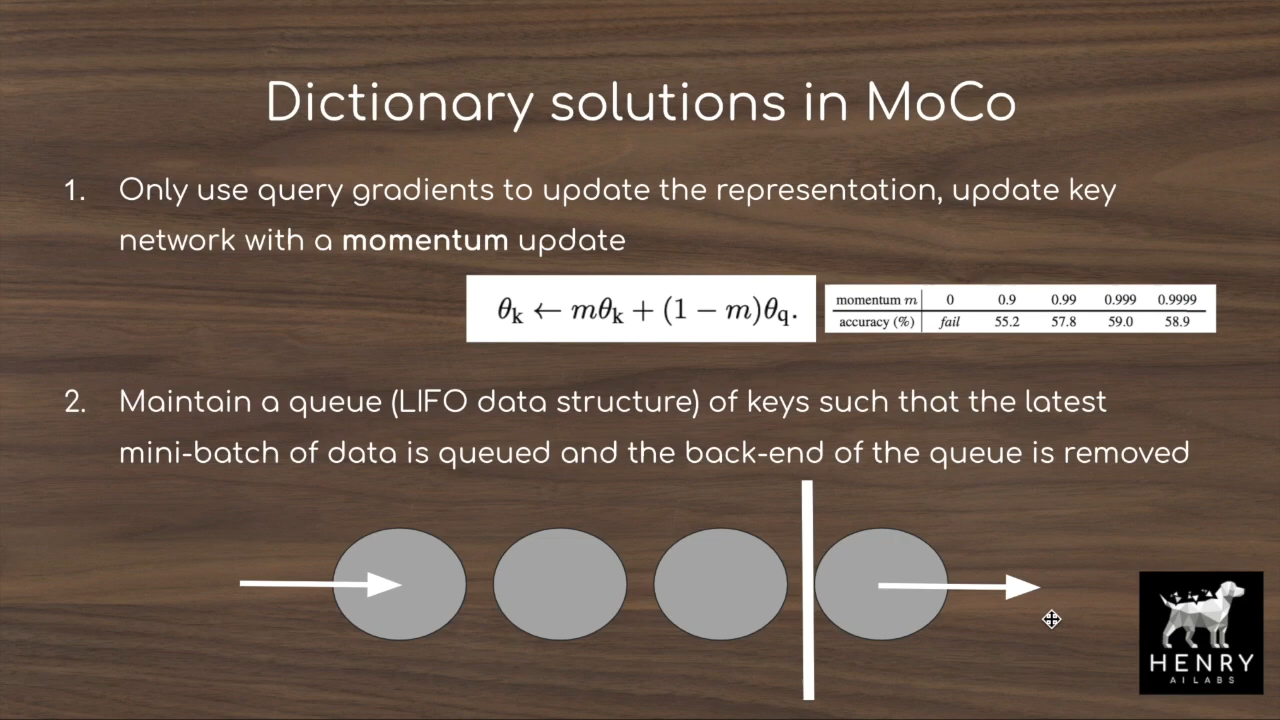 Dictionary solutions in MoCo
1. Only use query gradients to update the representation, update key
network with a momentum update
θk ← mθk + (1 − m)θq.
momentum m 0 0.9 0.99 0.999 0.9999
accuracy (%) fail 55.2 57.8 59.0 58.9
2. Maintain a queue (LIFO data structure) of keys such that the latest
mini-batch of data is queued and the back-end of the queue is removed
HENRY
AI LABS